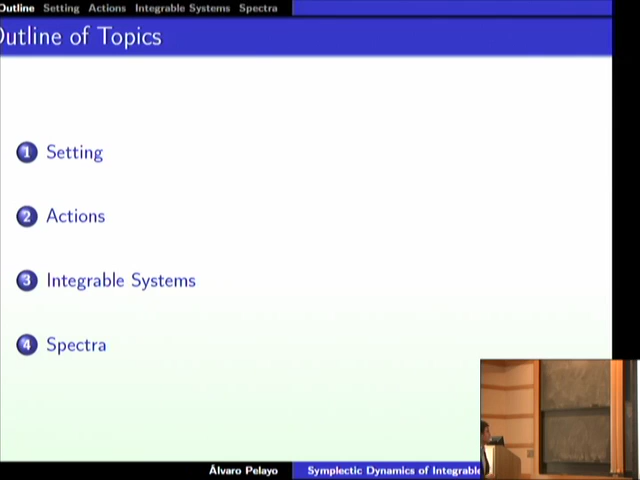 Outline Setting Actions Integrable Systems Spectra
Outline of Topics
1 Setting
2 Actions
3 Integrable Systems
4 Spectra
Álvaro Pelayo Symplectic Dynamics of Integrable